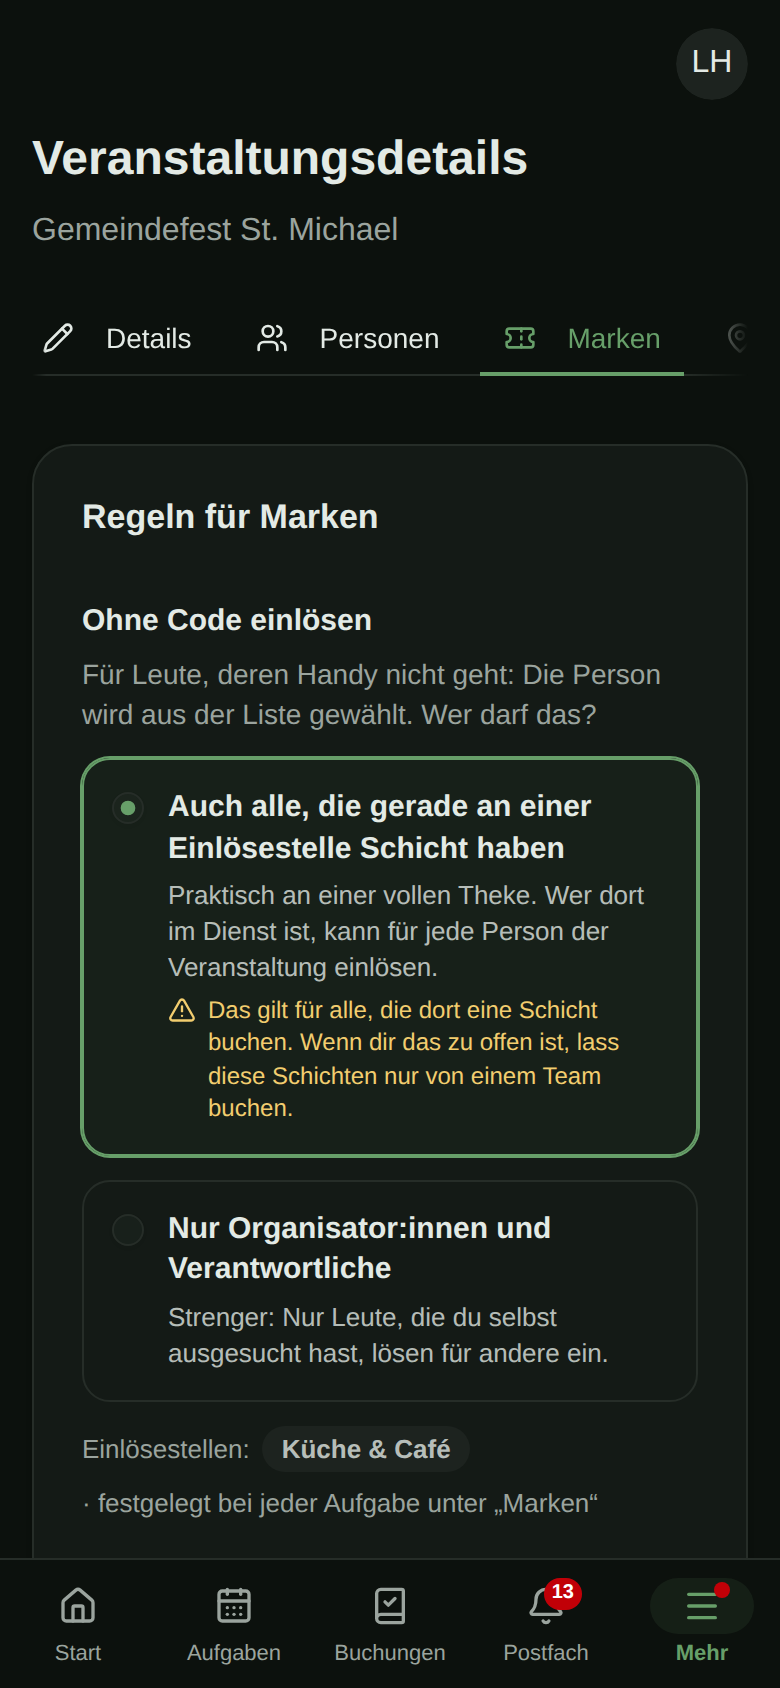 LH
Veranstaltungsdetails
Gemeindefest St. Michael
Details
Personen
Marken
Regeln für Marken
Ohne Code einlösen
Für Leute, deren Handy nicht geht: Die Person
wird aus der Liste gewählt. Wer darf das?
Auch alle, die gerade an einer
Einlösestelle Schicht haben
Praktisch an einer vollen Theke. Wer dort
im Dienst ist, kann für jede Person der
Veranstaltung einlösen.
Das gilt für alle, die dort eine Schicht
buchen. Wenn dir das zu offen ist, lass
diese Schichten nur von einem Team
buchen.
Nur Organisator:innen und
Verantwortliche
Strenger: Nur Leute, die du selbst
ausgesucht hast, lösen für andere ein.
Einlösestellen: Küche & Café
· festgelegt bei jeder Aufgabe unter „Marken“
13
Start
Aufgaben
Buchungen
Postfach
Mehr